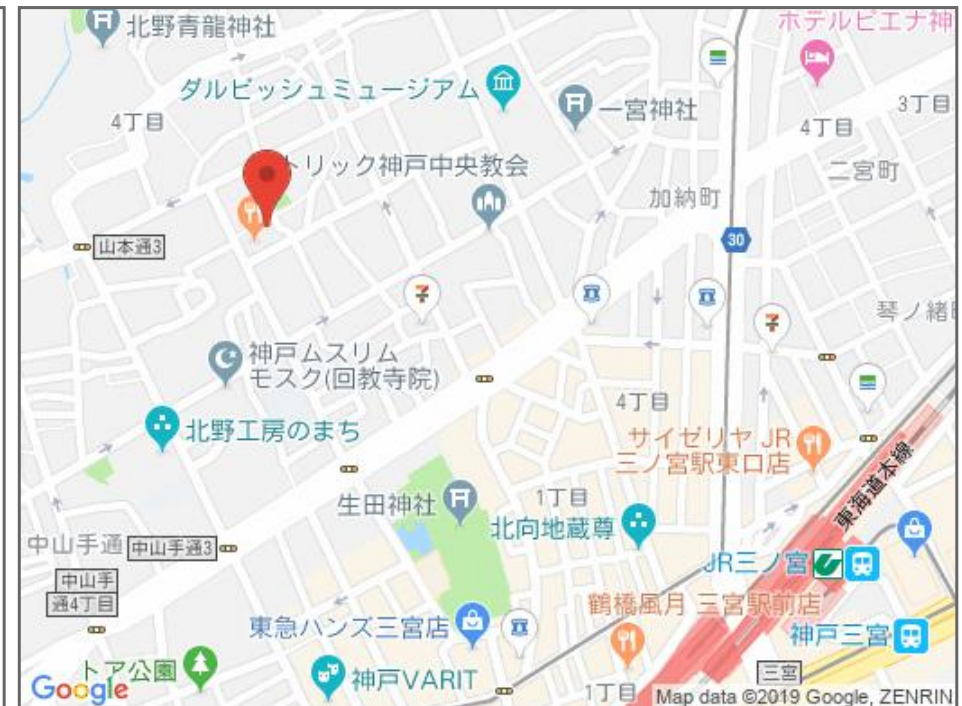 北野青龍神社
ホテルピエナ神
ダルビッシュミュージアム
一宮神社
3丁目
4丁目
4丁目
二宮町
トリック神戸中央教会
加納町
30
山本通3
琴ノ緒
神戸ムスリム
モスク(回教寺院)
4丁目
北野工房のまち
サイゼリヤ JR
三ノ宮駅東口店
東海道本線
生田神社
1丁目
北向地蔵尊
中山手通
中山手通3
JR三ノ宮
中山手
通4丁目
鶴橋風月 三宮駅前店
東急ハンズ三宮店
神戸三宮
トア公園
神戸VARIT
三宮
1丁目
Google
Map data ©2019 Google, ZENRIN